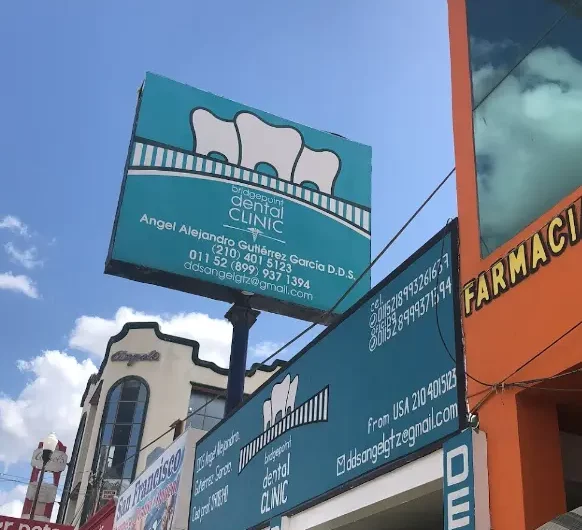 bridgepoint
dental
CLINIC
Angel Alejandro Gutiérrez García D.D.S.
(210) 401 5123
011 52 (899) 937 1394
ddsangelgtz@gmail.com
FARMACI
bridgepoint
dental
CLINIC
from USA 210 4015123
ddsangelgtz@gmail.com
San Francisco
DE